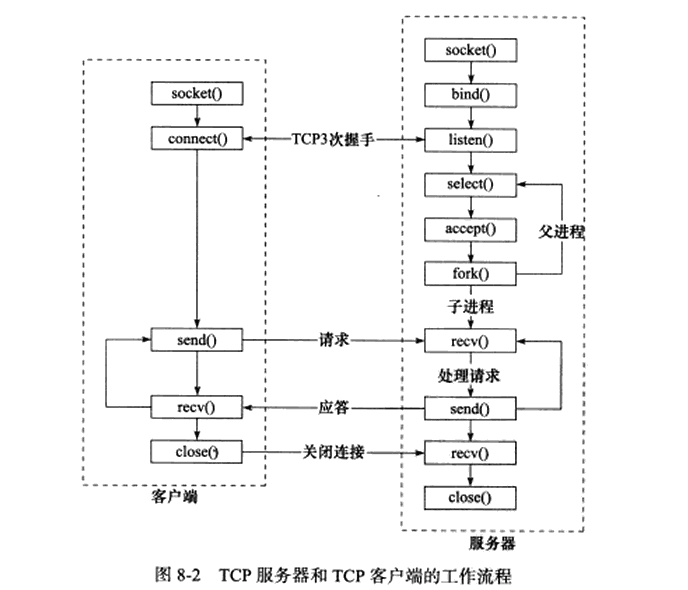 socket()
socket()
bind()
connect()
TCP3次握手
listen()
select()
accept()
父进程
fork()
子进程
send()
请求
recv()
处理请求
recv()
应答
send()
close()
关闭连接
recv()
客户端
close()
服务器
图 8-2 TCP 服务器和 TCP 客户端的工作流程